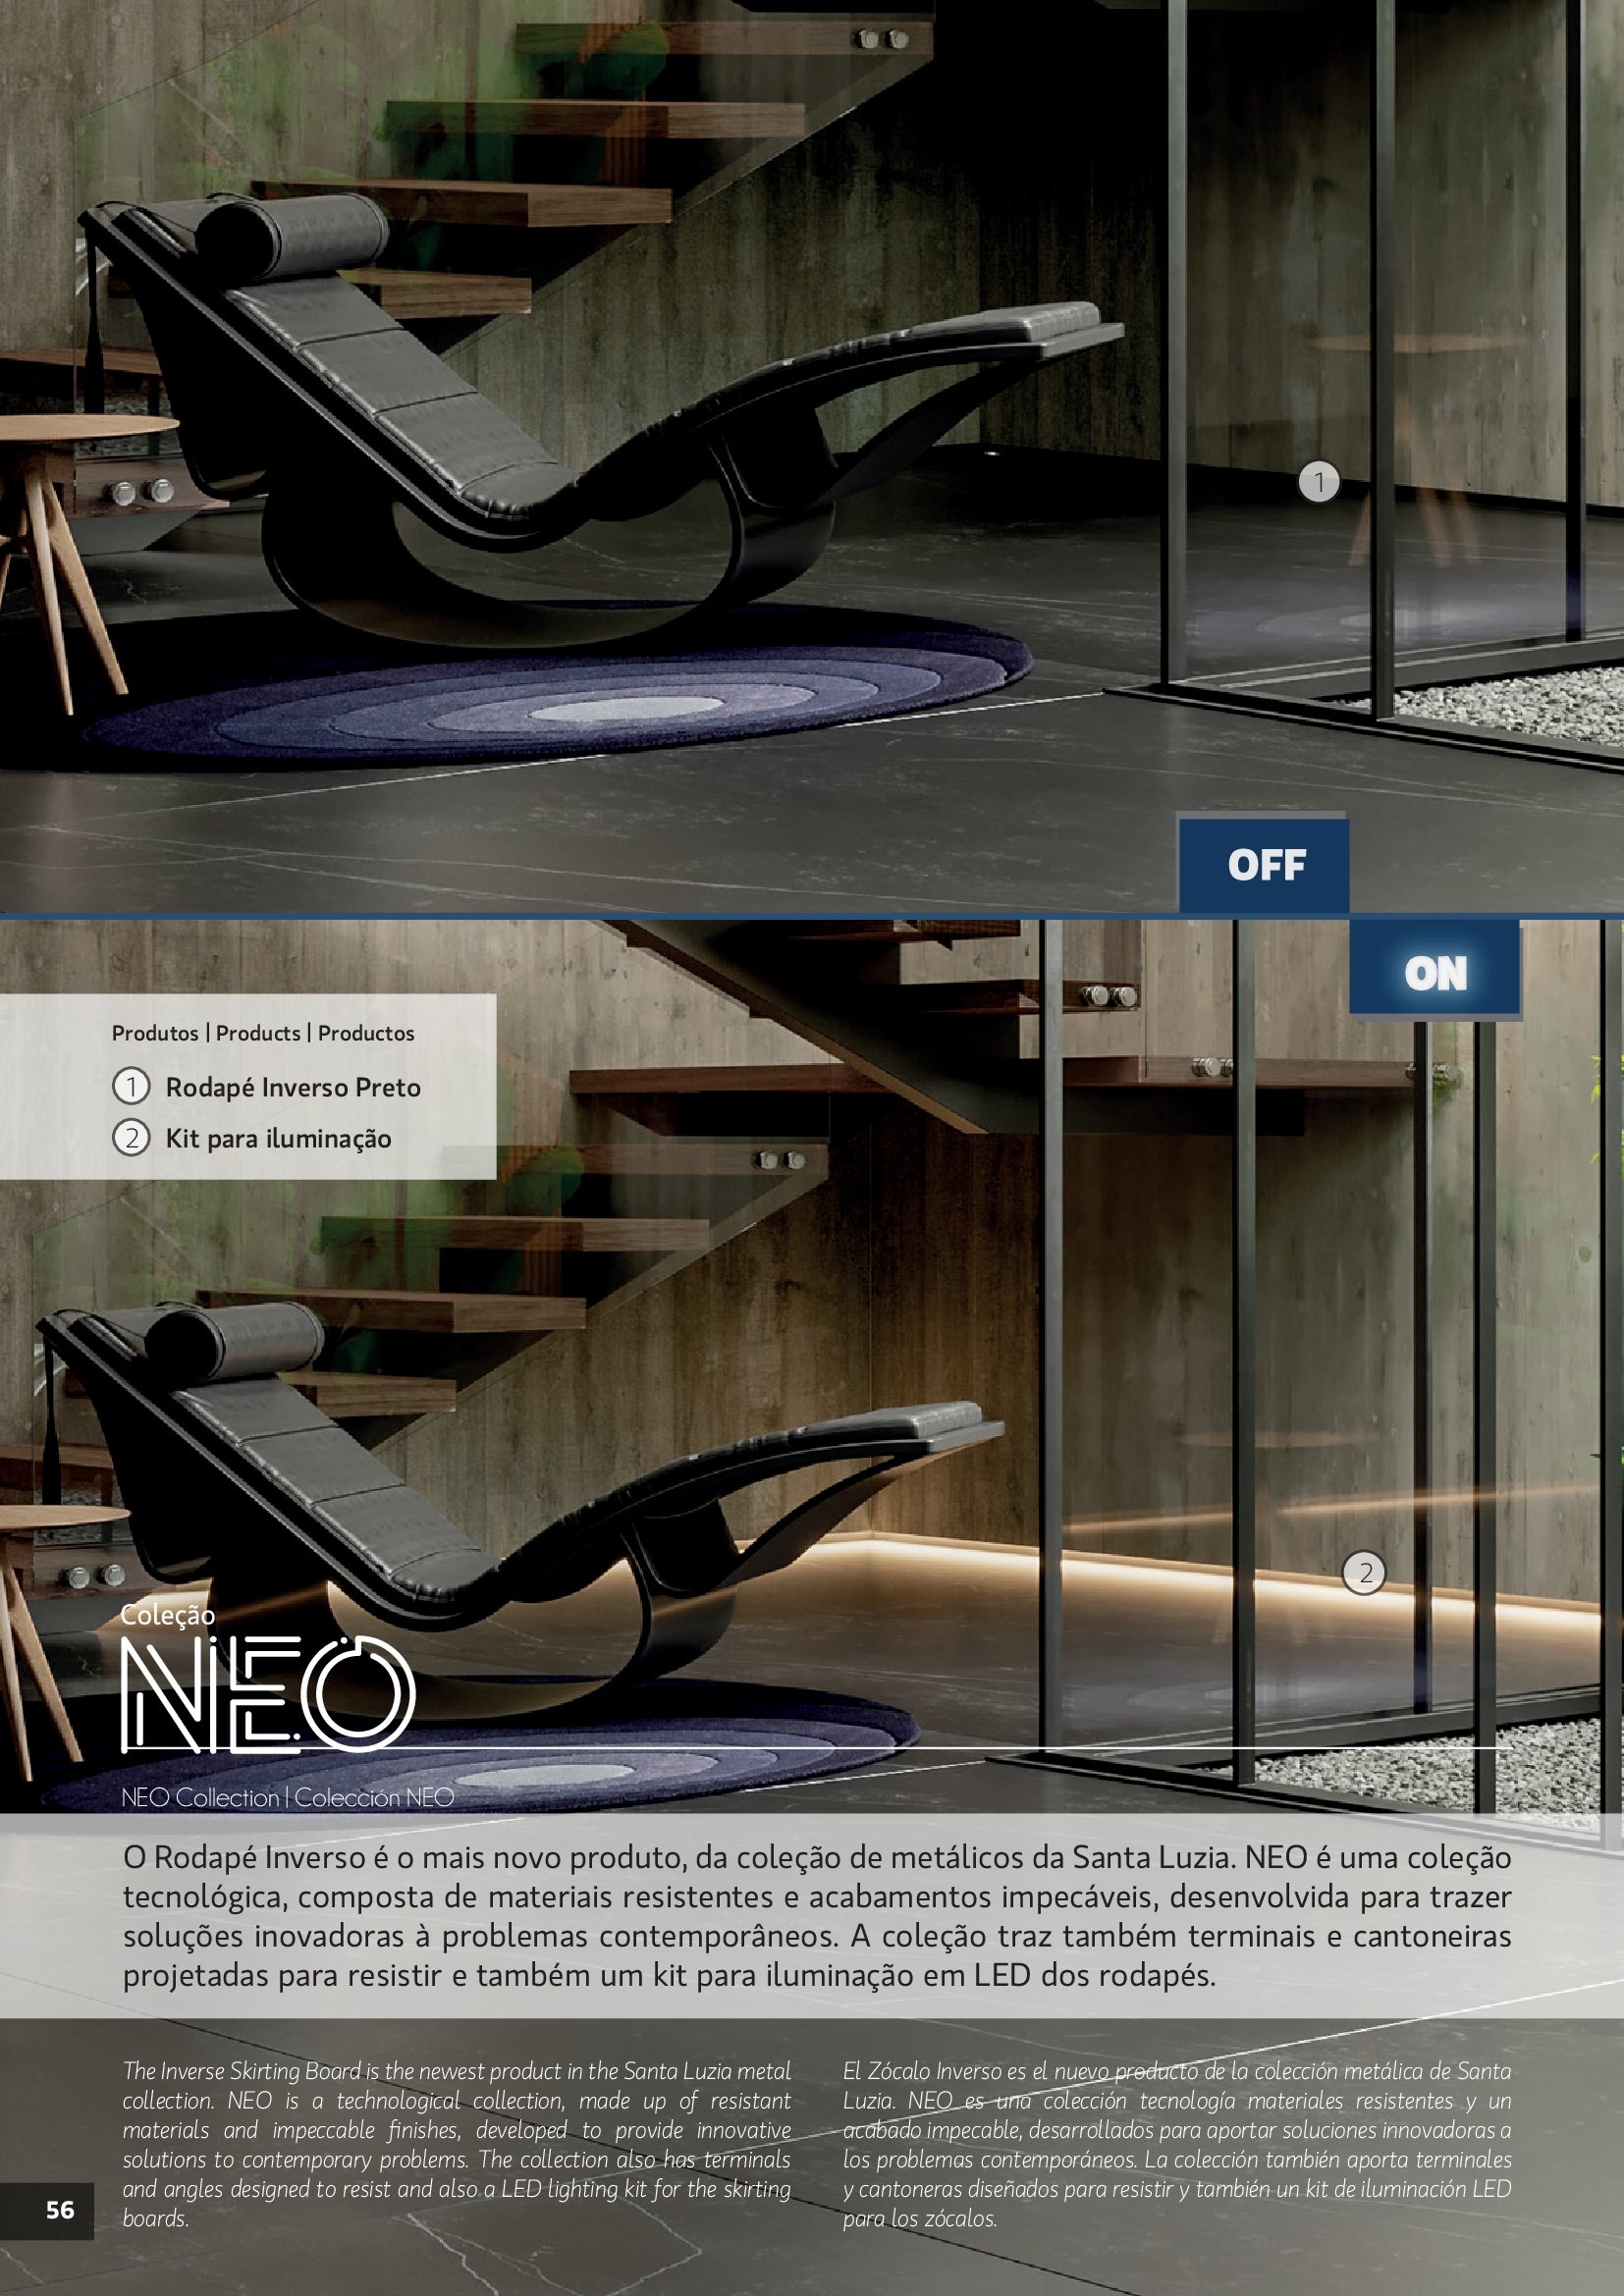 1
OFF
ON
Produtos | Products | Productos
1 Rodapé Inverso Preto
2 Kit para iluminação
2
Coleção
NEO
NEO Collection | Colección NEO
O Rodapé Inverso é o mais novo produto, da coleção de metálicos da Santa Luzia. NEO é uma coleção
tecnológica, composta de materiais resistentes e acabamentos impecáveis, desenvolvida para trazer
soluções inovadoras à problemas contemporâneos. A coleção traz também terminais e cantoneiras
projetadas para resistir e também um kit para iluminação em LED dos rodapés.
The Inverse Skirting Board is the newest product in the Santa Luzia metal
collection. NEO is a technological collection, made up of resistant
materials and impeccable finishes, developed to provide innovative
solutions to contemporary problems. The collection also has terminals
and angles designed to resist and also a LED lighting kit for the skirting
boards.
El Zócalo Inverso es el nuevo producto de la colección metálica de Santa
Luzia. NEO es una colección tecnología materiales resistentes y un
acabado impecable, desarrollados para aportar soluciones innovadoras a
los problemas contemporáneos. La colección también aporta terminales
y cantoneras diseñados para resistir y también un kit de iluminación LED
para los zócalos.
56